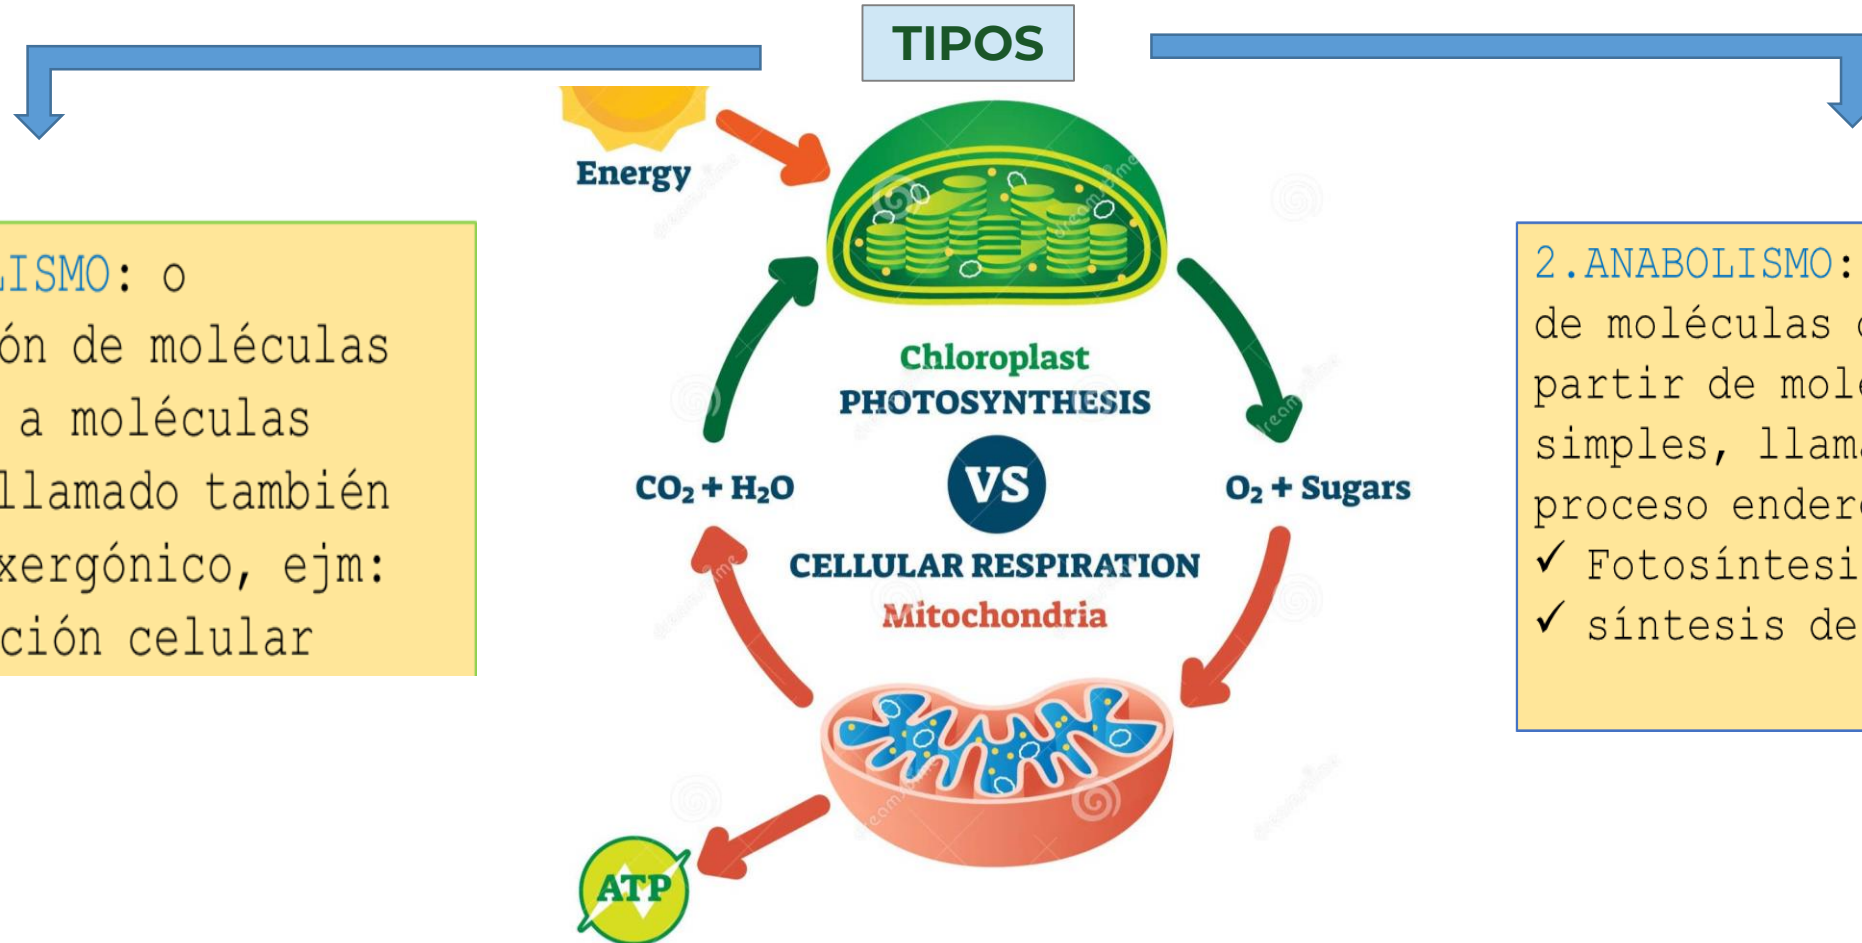 TIPOS
Energy
LISMO: o
ón de moléculas
a moléculas
llamado también
xergónico, ejm:
ción celular
Chloroplast
PHOTOSYNTHESIS
CO₂ + H₂O
VS
O₂ + Sugars
CELLULAR RESPIRATION
Mitochondria
ATP
2.ANABOLISMO:
de moléculas
partir de mol
simples, llam
proceso ender
✓ Fotosíntesi
✓ síntesis de